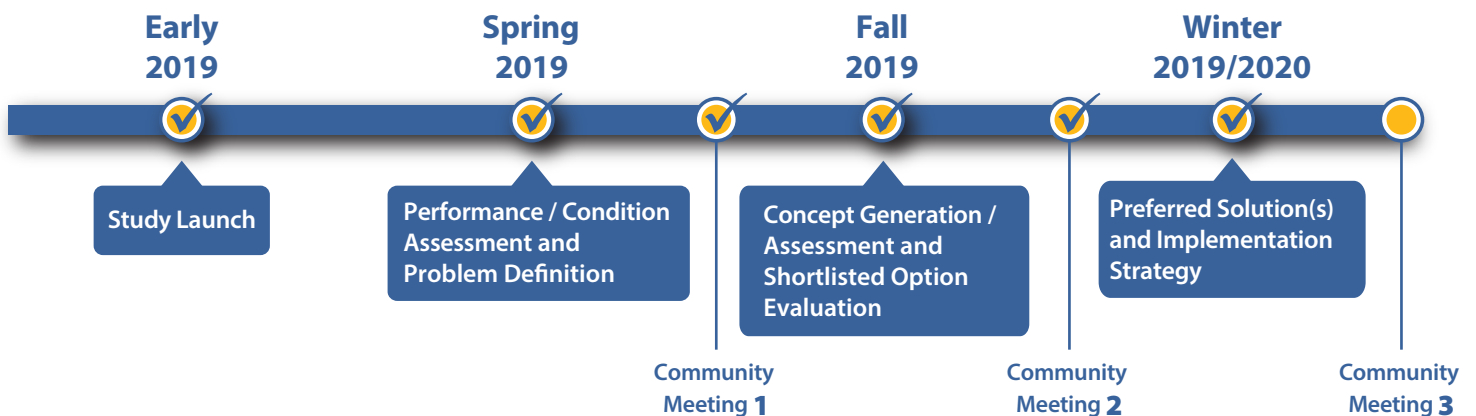 Early
2019
Spring
2019
Fall
2019
Winter
2019/2020
Study Launch
Performance / Condition
Assessment and
Problem Definition
Concept Generation /
Assessment and
Shortlisted Option
Evaluation
Preferred Solution(s)
and Implementation
Strategy
Community
Meeting 1
Community
Meeting 2
Community
Meeting 3